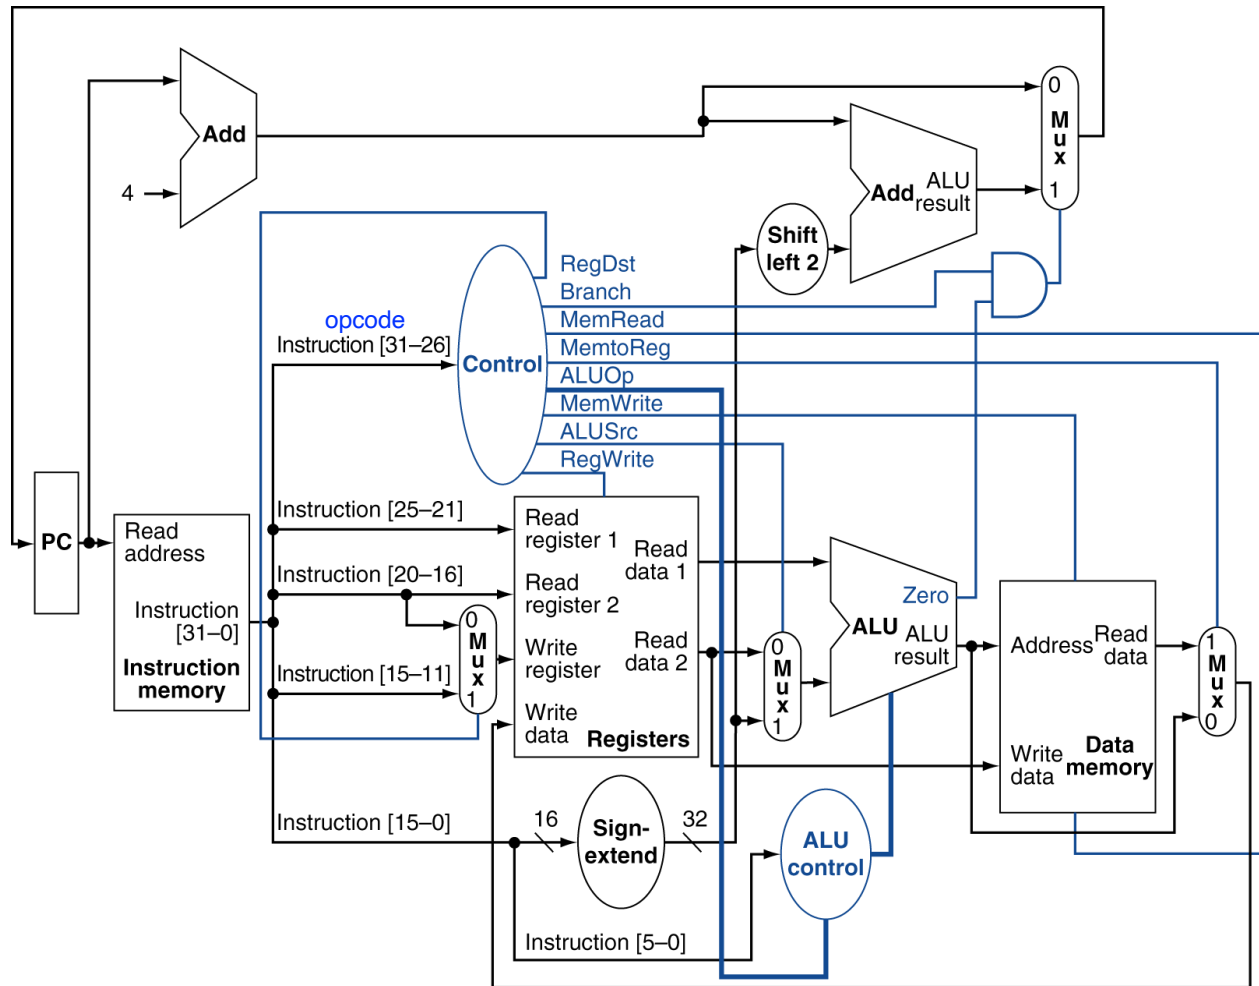 0
M
u
x
1
Add
4
Add
ALU
result
Shift
left 2
RegDst
Branch
MemRead
MemtoReg
ALUOp
MemWrite
ALUSrc
RegWrite
opcode
Instruction [31–26]
Control
PC
Read
address
Instruction
[31–0]
Instruction
memory
Instruction [25–21]
Instruction [20–16]
Instruction [15–11]
0
M
u
x
1
Read
register 1
Read
register 2
Write
register
Write
data
Read
data 1
Read
data 2
Registers
0
M
u
x
1
Zero
ALU
ALU
result
Address
Read
data
Write
data
Data
memory
1
M
u
x
0
Instruction [15–0]
16
Sign-
extend
32
ALU
control
Instruction [5–0]